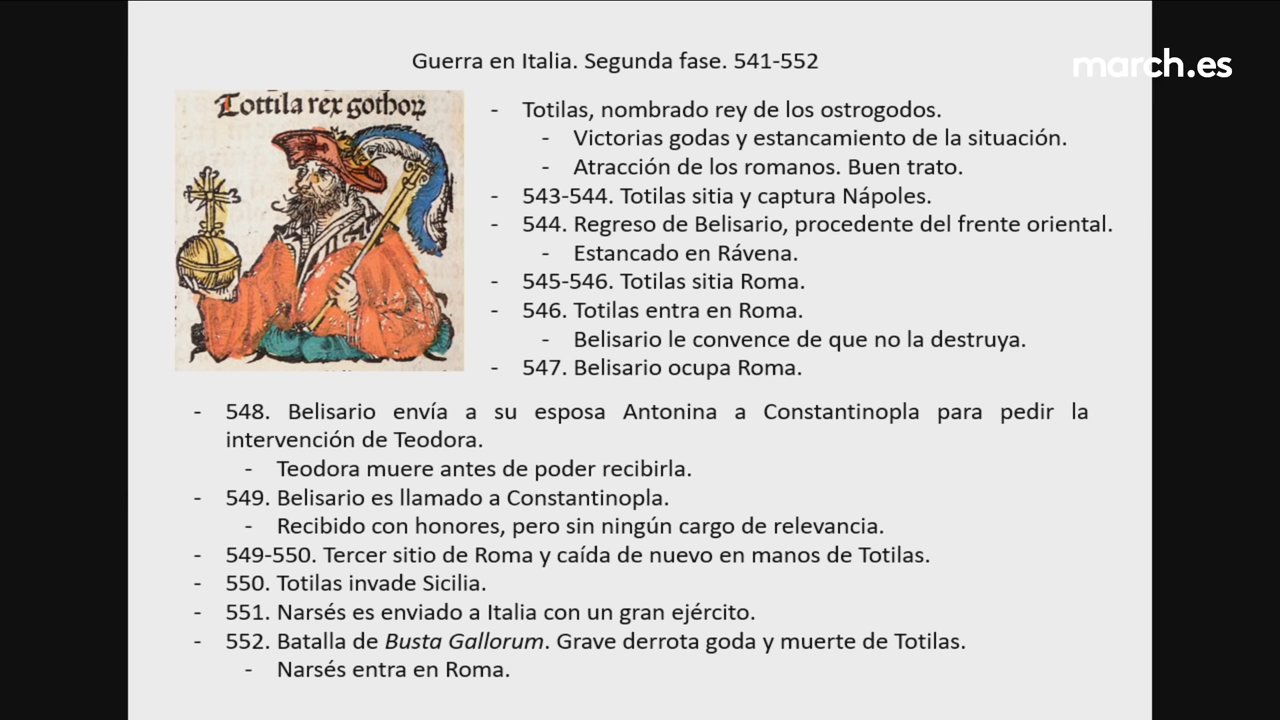 Guerra en Italia. Segunda fase. 541-552
march.es
Tottila rex gothoꝝ
- Totilas, nombrado rey de los ostrogodos.
- Victorias godas y estancamiento de la situación.
- Atracción de los romanos. Buen trato.
- 543-544. Totilas sitia y captura Nápoles.
- 544. Regreso de Belisario, procedente del frente oriental.
- Estancado en Rávena.
- 545-546. Totilas sitia Roma.
- 546. Totilas entra en Roma.
- Belisario le convence de que no la destruya.
- 547. Belisario ocupa Roma.
- 548. Belisario envía a su esposa Antonina a Constantinopla para pedir la
intervención de Teodora.
- Teodora muere antes de poder recibirla.
- 549. Belisario es llamado a Constantinopla.
- Recibido con honores, pero sin ningún cargo de relevancia.
- 549-550. Tercer sitio de Roma y caída de nuevo en manos de Totilas.
- 550. Totilas invade Sicilia.
- 551. Narsés es enviado a Italia con un gran ejército.
- 552. Batalla de Busta Gallorum. Grave derrota goda y muerte de Totilas.
- Narsés entra en Roma.